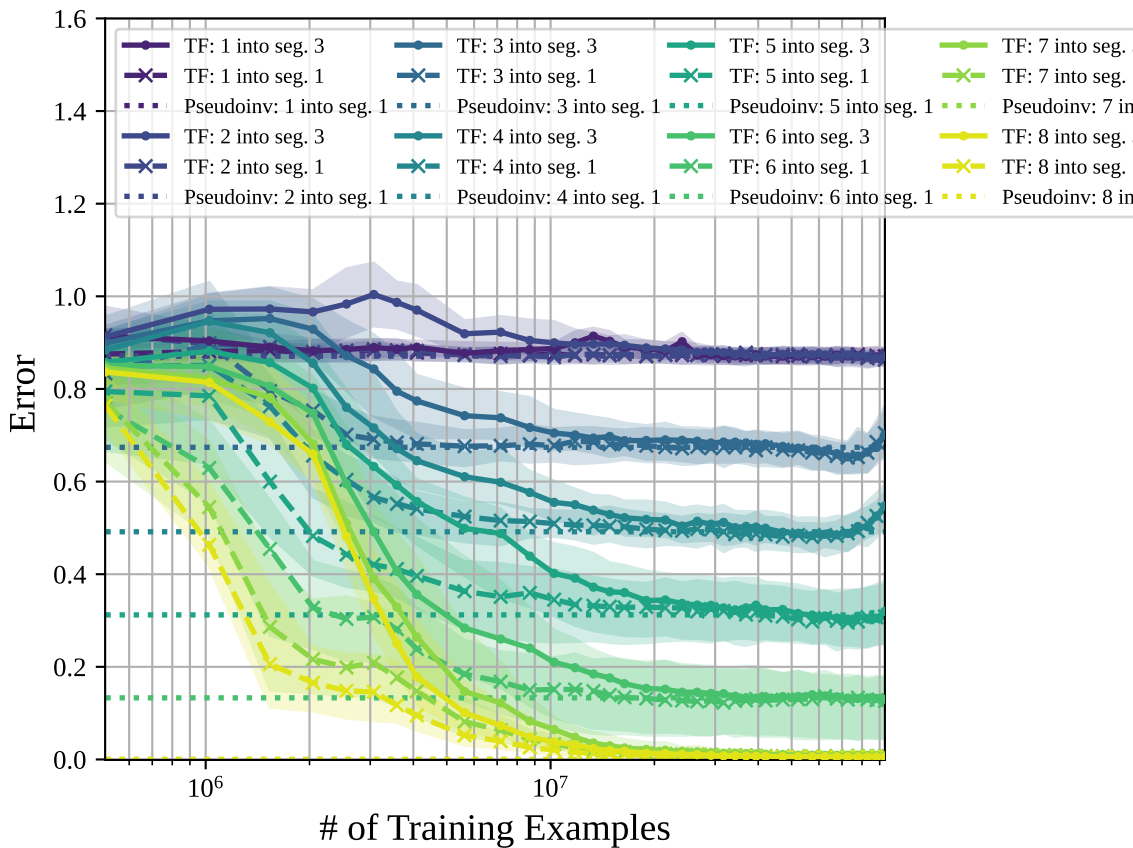 1.6
1.4
1.2
1.0
0.8
0.6
0.4
0.2
0.0
Error
TF: 1 into seg. 3
TF: 1 into seg. 1
Pseudoinv: 1 into seg. 1
TF: 2 into seg. 3
TF: 2 into seg. 1
Pseudoinv: 2 into seg. 1
TF: 3 into seg. 3
TF: 3 into seg. 1
Pseudoinv: 3 into seg. 1
TF: 4 into seg. 3
TF: 4 into seg. 1
Pseudoinv: 4 into seg. 1
TF: 5 into seg. 3
TF: 5 into seg. 1
Pseudoinv: 5 into seg. 1
TF: 6 into seg. 3
TF: 6 into seg. 1
Pseudoinv: 6 into seg. 1
TF: 7 into seg.
TF: 7 into seg.
Pseudoinv: 7 in
TF: 8 into seg.
TF: 8 into seg.
Pseudoinv: 8 in
10⁶
10⁷
# of Training Examples